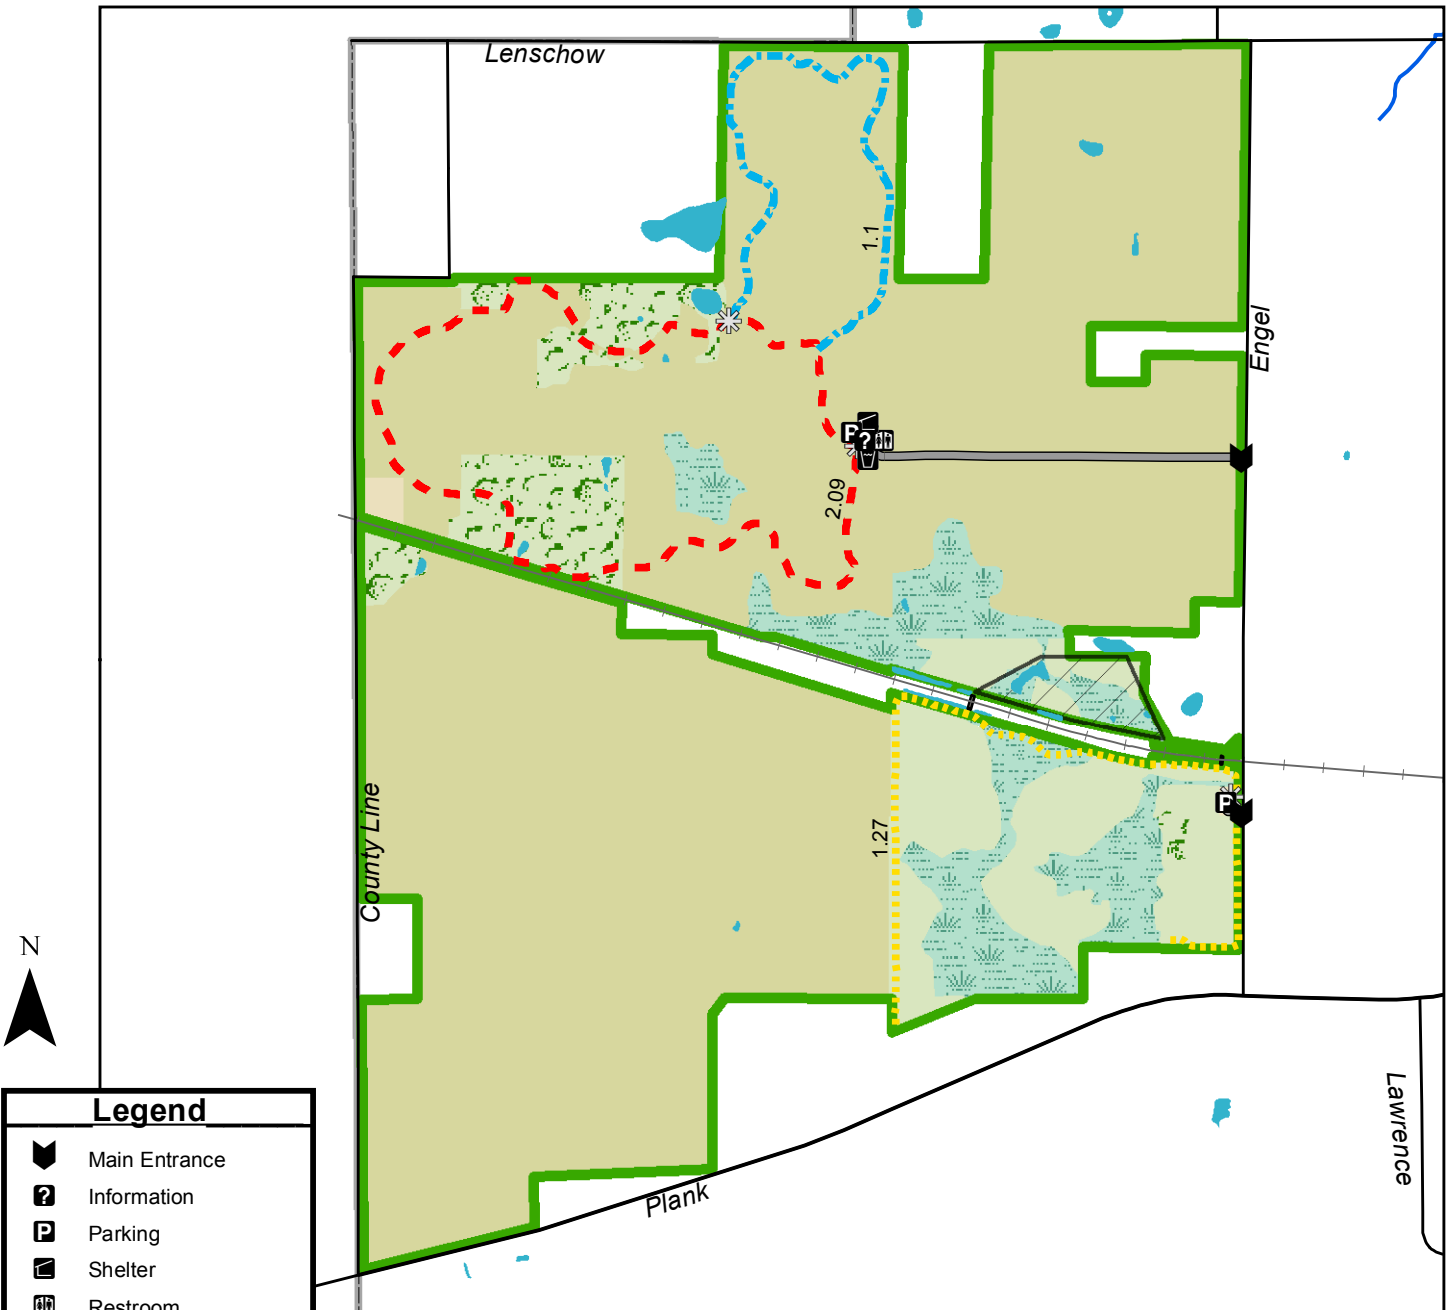 Lenschow
1.1
Engel
P
?
2.09
P
1.27
County Line
N
Lawrence
Plank
Legend
Main Entrance
? Information
P Parking
Shelter
Restroom